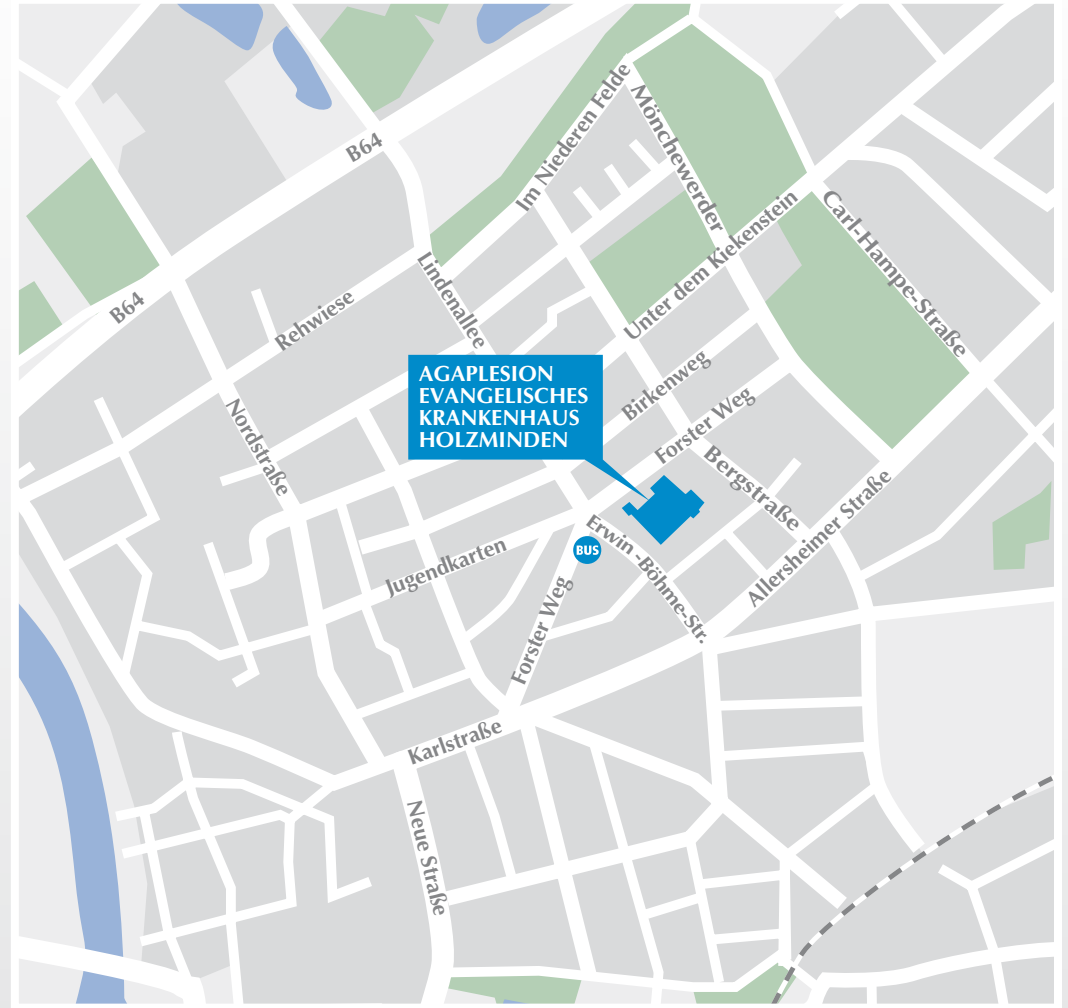 B64
Im Niederen Felde
Mönchewerder
Carl-Hampe-Straße
B64
Rehwiese
Lindenallee
Unter dem Kiekenstein
AGAPLESION
EVANGELISCHES
KRANKENHAUS
HOLZMINDEN
Birkenweg
Forster Weg
Nordstraße
Bergstraße
Allersheimer Straße
Erwin -Böhme-Str.
BUS
Jugendkarten
Forster Weg
Karlstraße
Neue Straße